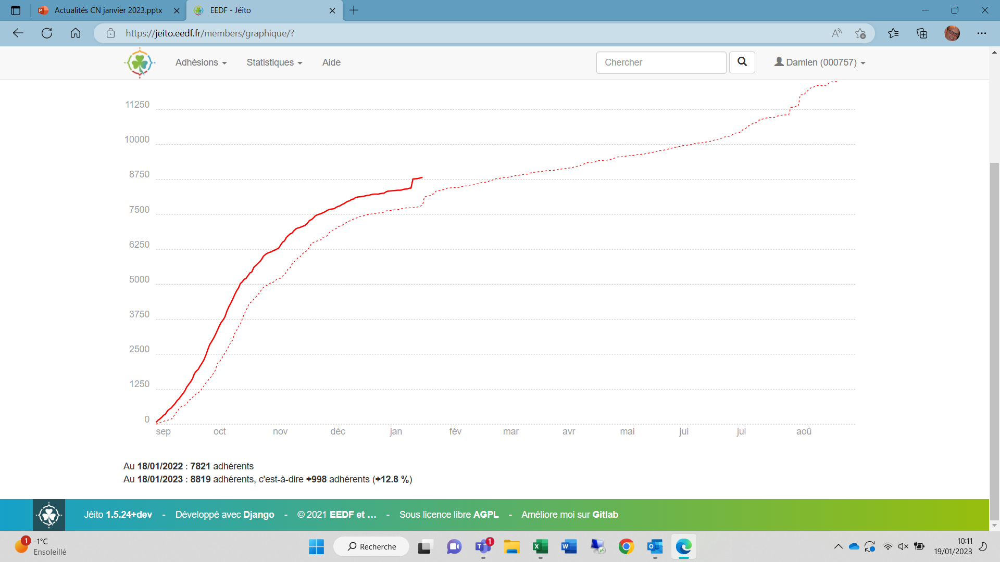 Actualités CN janvier 2023.pptx
EEDF - Jéito
https://jeito.eedf.fr/members/graphique/?
Adhésions
Statistiques
Aide
Chercher
Damien (000757)
11250
10000
8750
7500
6250
5000
3750
2500
1250
0
sep oct nov déc jan fév mar avr mai jui jul aoû
Au 18/01/2022 : 7821 adhérents
Au 18/01/2023 : 8819 adhérents, c'est-à-dire +998 adhérents (+12.8 %)
Jéito 1.5.24+dev - Développé avec Django - © 2021 EEDF et ... - Sous licence libre AGPL - Améliore moi sur Gitlab
1
-1°C
Ensoleillé
Recherche
1
10:11
19/01/2023